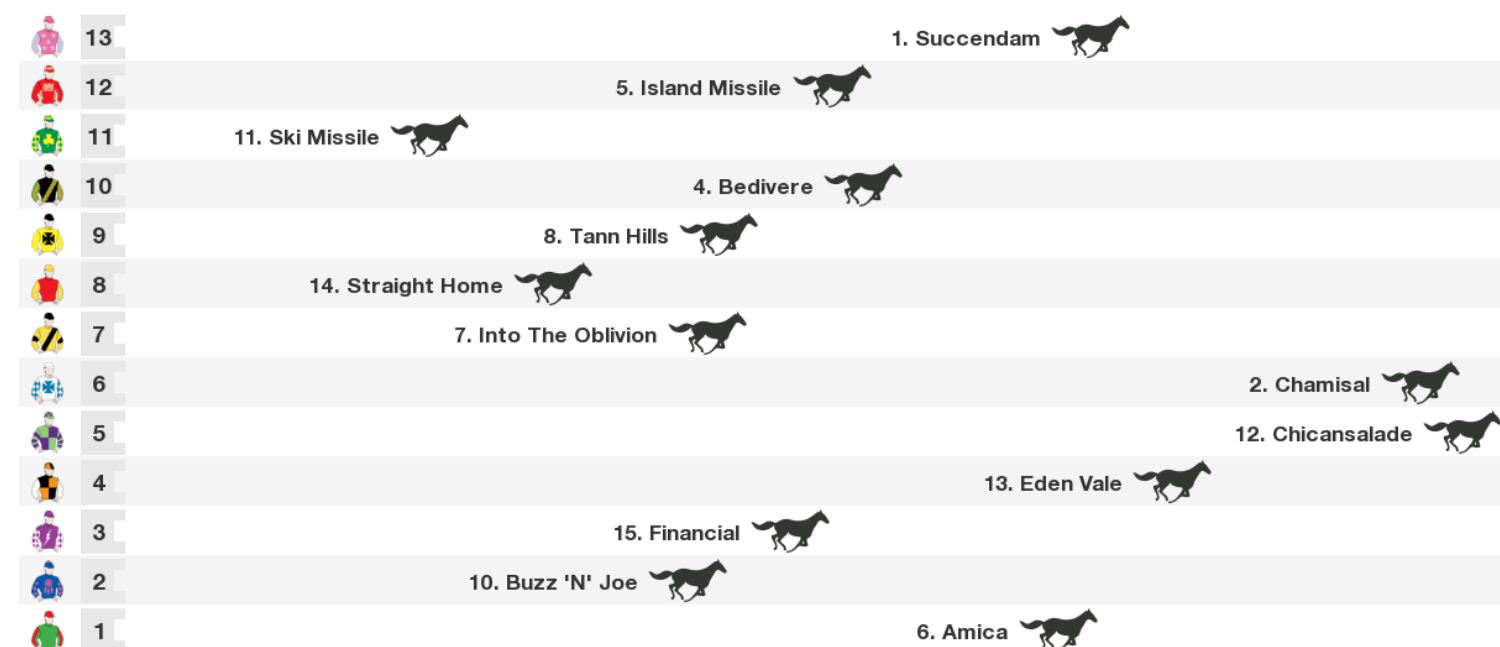 13 1. Succendam
12 5. Island Missile
11 11. Ski Missile
10 4. Bedivere
9 8. Tann Hills
8 14. Straight Home
7 7. Into The Oblivion
6 2. Chamisal
5 12. Chicansalade
4 13. Eden Vale
3 15. Financial
2 10. Buzz 'N' Joe
1 6. Amica